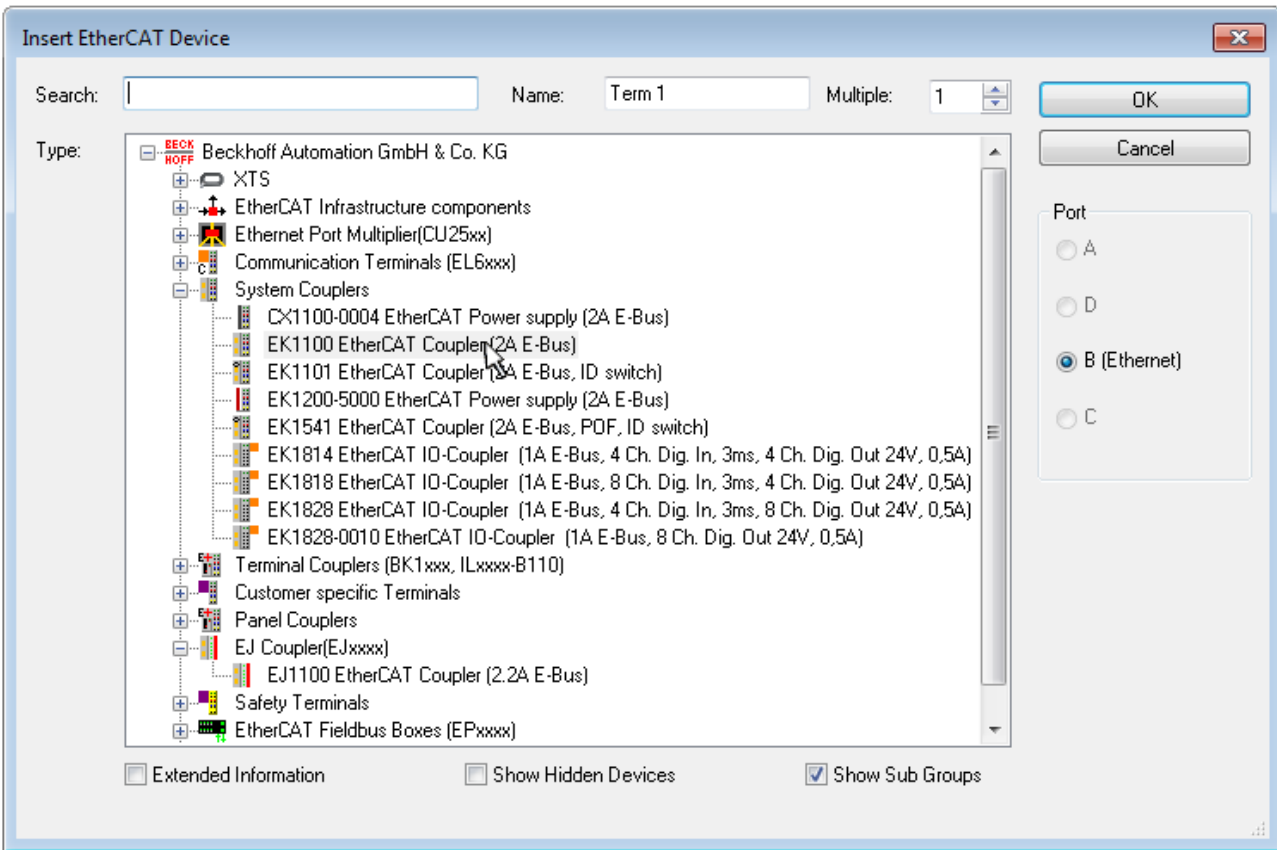 Insert EtherCAT Device
Search: Name: Term 1 Multiple: 1 OK
Type: Cancel
BECKHOFF Beckhoff Automation GmbH & Co. KG
XTS
EtherCAT Infrastructure components
Ethernet Port Multiplier(CU25xx)
C Communication Terminals (EL6xxx)
System Couplers
CX1100-0004 EtherCAT Power supply (2A E-Bus)
EK1100 EtherCAT Coupler (2A E-Bus)
EK1101 EtherCAT Coupler (2A E-Bus, ID switch)
EK1200-5000 EtherCAT Power supply (2A E-Bus)
EK1541 EtherCAT Coupler (2A E-Bus, POF, ID switch)
EK1814 EtherCAT IO-Coupler (1A E-Bus, 4 Ch. Dig. In, 3ms, 4 Ch. Dig. Out 24V, 0,5A)
EK1818 EtherCAT IO-Coupler (1A E-Bus, 8 Ch. Dig. In, 3ms, 4 Ch. Dig. Out 24V, 0,5A)
EK1828 EtherCAT IO-Coupler (1A E-Bus, 4 Ch. Dig. In, 3ms, 8 Ch. Dig. Out 24V, 0,5A)
EK1828-0010 EtherCAT IO-Coupler (1A E-Bus, 8 Ch. Dig. Out 24V, 0,5A)
Terminal Couplers (BK1xxx, ILxxxx-B110)
Customer specific Terminals
Panel Couplers
EJ Coupler(EJxxxx)
EJ1100 EtherCAT Coupler (2.2A E-Bus)
Safety Terminals
EtherCAT Fieldbus Boxes (EPxxxx)
Port
A
D
B (Ethernet)
C
Extended Information Show Hidden Devices Show Sub Groups